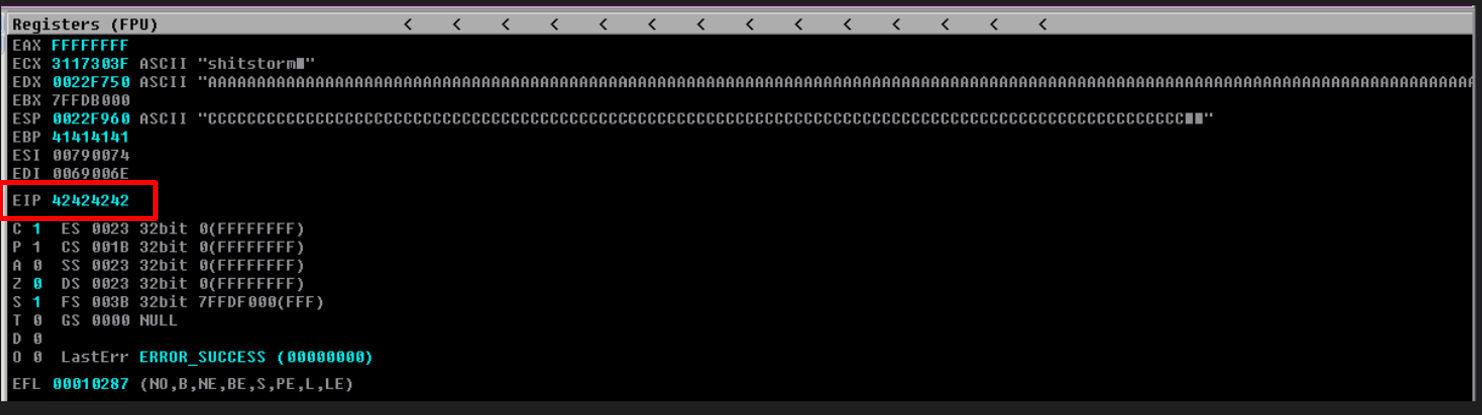 Registers (FPU) < < < < < < < < < < < < < <
EAX FFFFFFFF
ECX 3117303F ASCII "shitstorm■"
EDX 0022F750 ASCII
EBX 7FFDB000
ESP 0022F960 ASCII
EBP 41414141
ESI 00790074
EDI 0069006E
EIP 42424242
C 1 ES 0023 32bit 0(FFFFFFFF)
P 1 CS 001B 32bit 0(FFFFFFFF)
A 0 SS 0023 32bit 0(FFFFFFFF)
Z 0 DS 0023 32bit 0(FFFFFFFF)
S 1 FS 003B 32bit 7FFDF000(FFF)
T 0 GS 0000 NULL
D 0
O 0 LastErr ERROR_SUCCESS (00000000)
EFL 00010287 (NO,B,NE,BE,S,PE,L,LE)